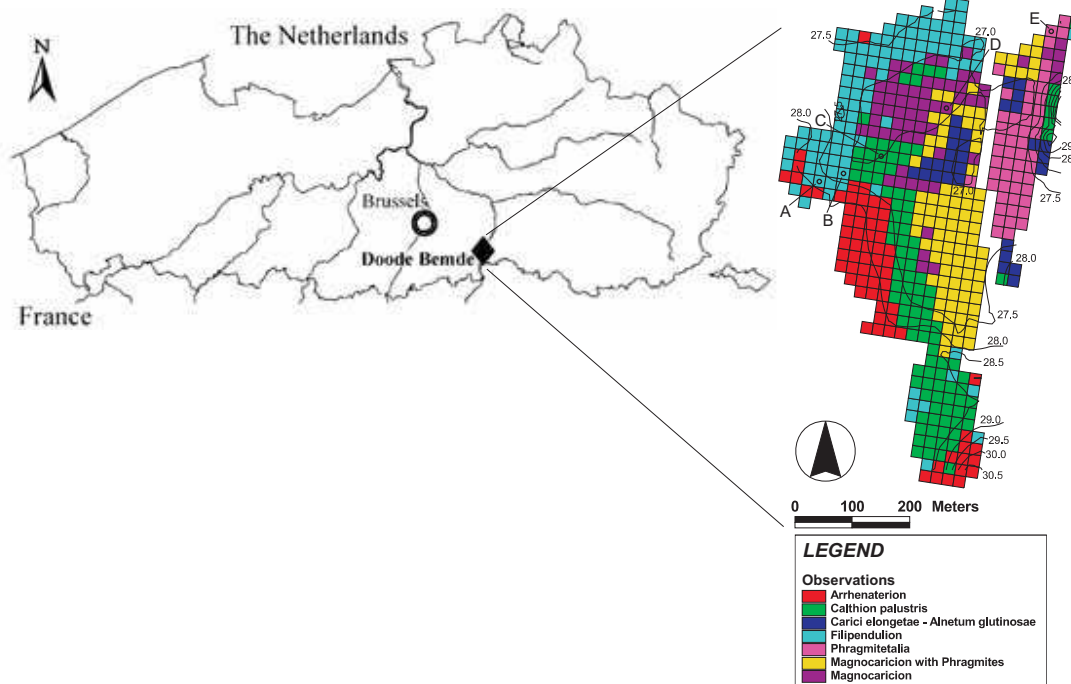 N
The Netherlands
Brussels
Doode Bemde
France
E
27.5
27.0
D
28.0
C
A
B
27.0
27.5
28.0
27.5
28.0
28.5
29.0
29.5
30.0
30.5
0 100 200 Meters
LEGEND
Observations
Arrhenaterion
Calthion palustris
Carici elongetae - Alnetum glutinosae
Filipendulion
Phragmitetalia
Magnocaricion with Phragmites
Magnocaricion